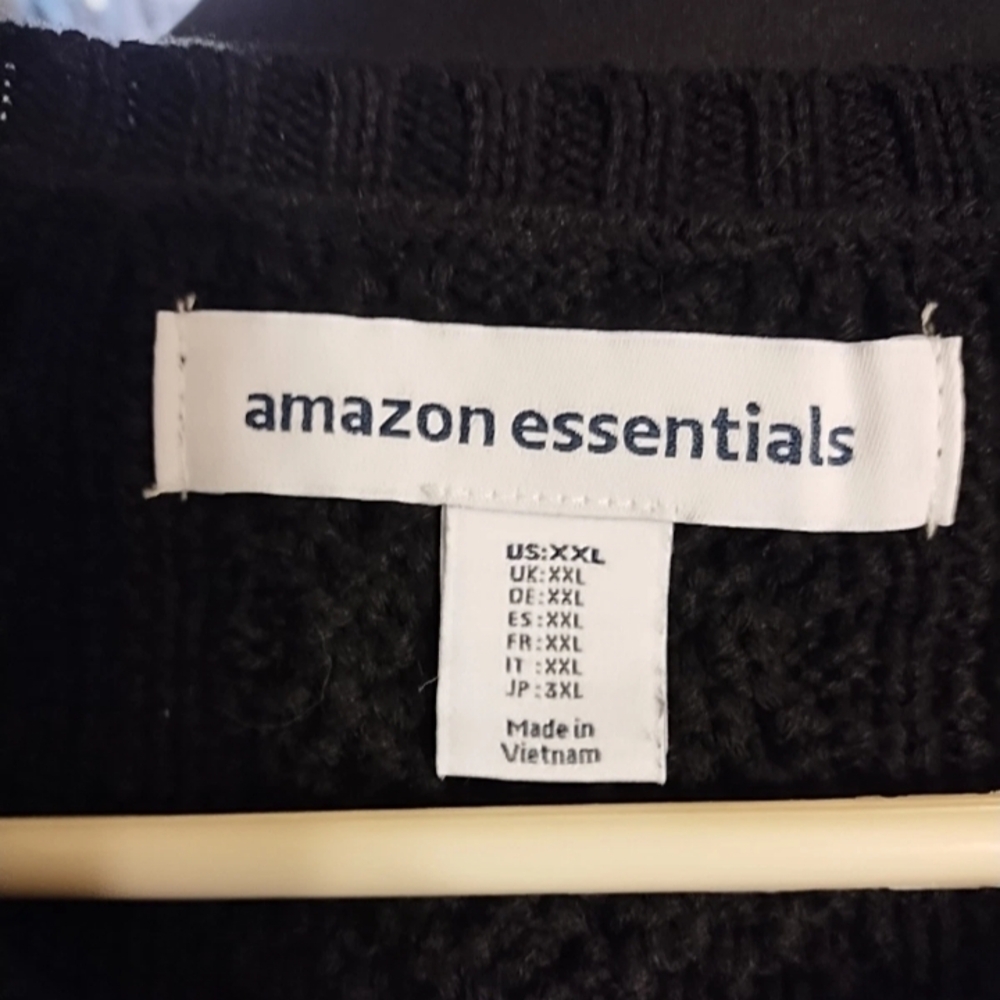 amazon essentials
US:XXL
UK:XXL
DE:XXL
ES:XXL
FR:XXL
IT :XXL
JP:3XL
Made in
Vietnam